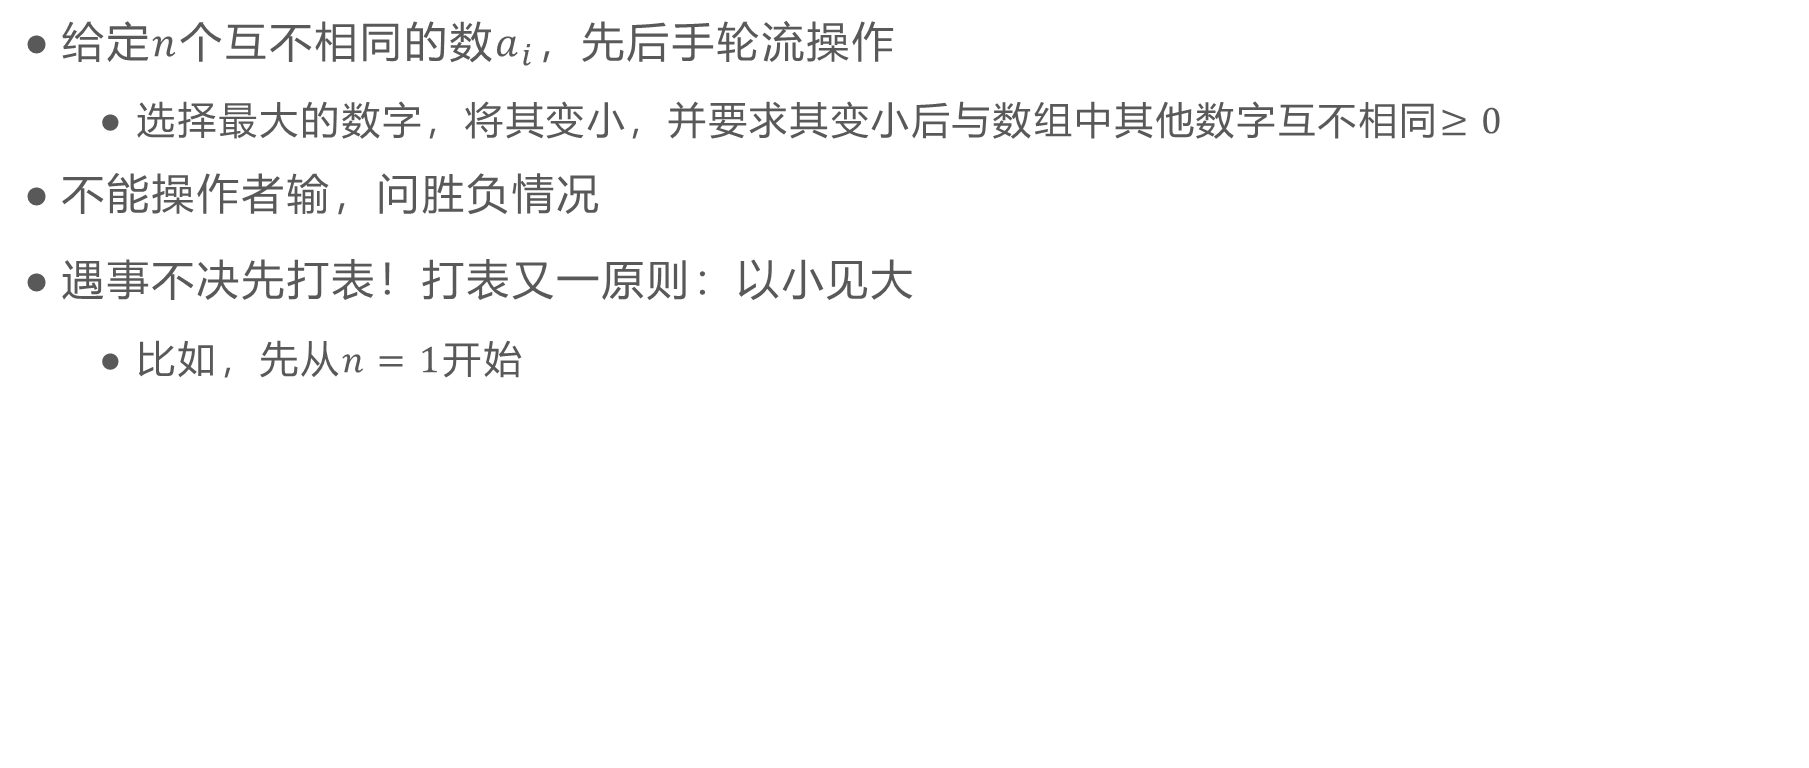 • 给定n个互不相同的数aᵢ，先后手轮流操作
• 选择最大的数字，将其变小，并要求其变小后与数组中其他数字互不相同≥ 0
• 不能操作者输，问胜负情况
• 遇事不决先打表！打表又一原则：以小见大
• 比如，先从n = 1开始